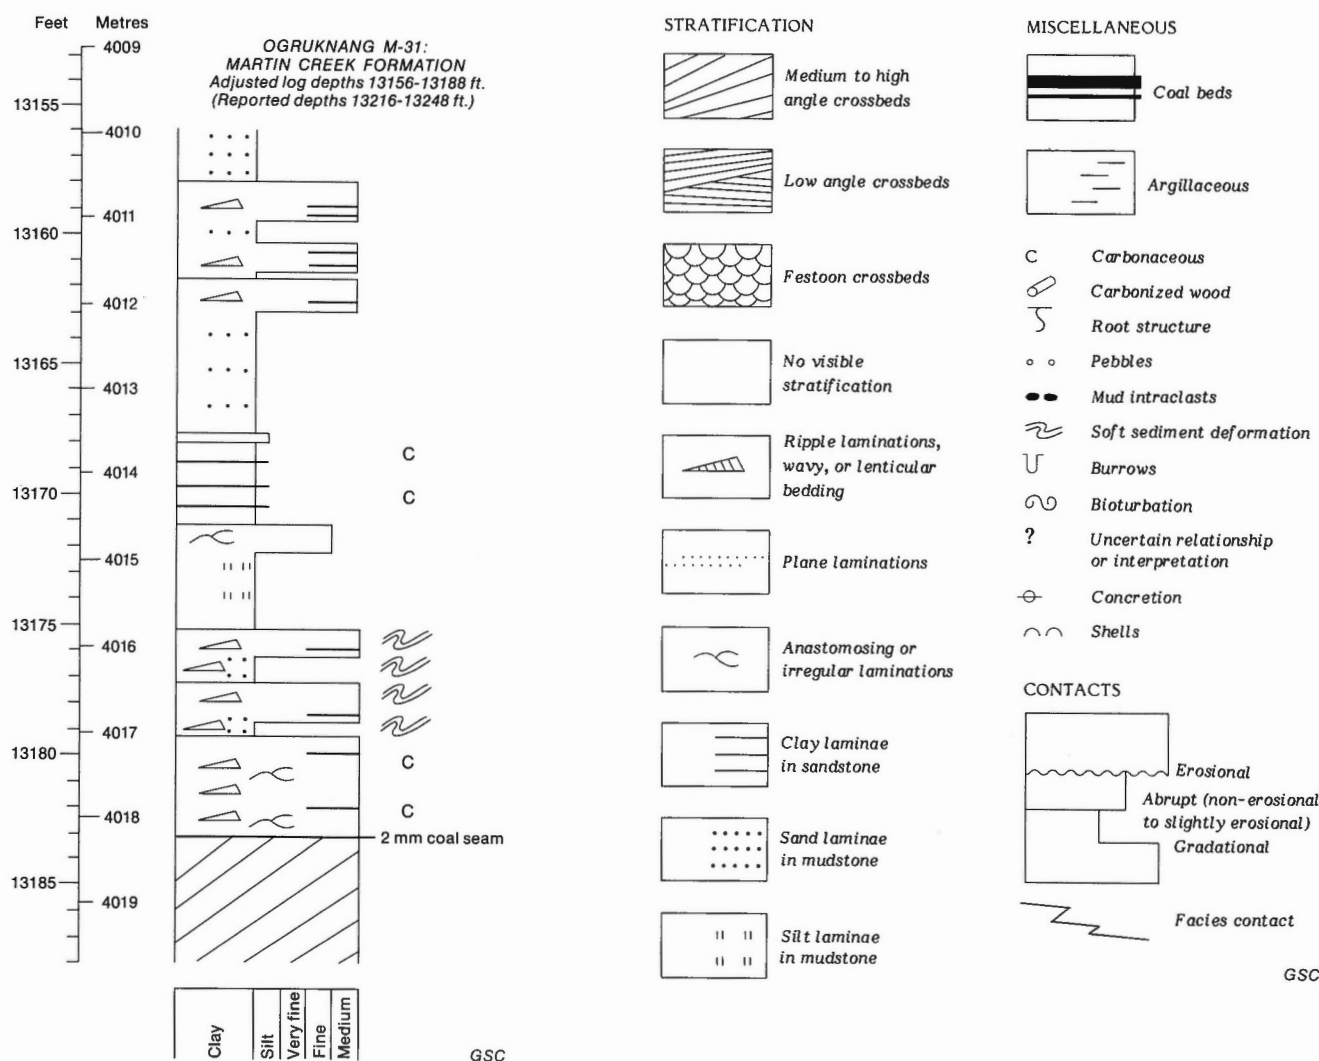 Feet Metres
OGRUKNANG M-31:
MARTIN CREEK FORMATION
Adjusted log depths 13156-13188 ft.
(Reported depths 13216-13248 ft.)
4009
13155
4010
4011
13160
4012
13165
4013
C
4014
13170
C
4015
13175
4016
4017
13180
C
4018
C
2 mm coal seam
13185
4019
Clay
Silt
Very fine
Fine
Medium
GSC
STRATIFICATION
Medium to high
angle crossbeds
Low angle crossbeds
Festoon crossbeds
No visible
stratification
Ripple laminations,
wavy, or lenticular
bedding
Plane laminations
Anastomosing or
irregular laminations
Clay laminae
in sandstone
Sand laminae
in mudstone
Silt laminae
in mudstone
MISCELLANEOUS
Coal beds
Argillaceous
C Carbonaceous
Carbonized wood
Root structure
Pebbles
Mud intraclasts
Soft sediment deformation
Burrows
Bioturbation
? Uncertain relationship
or interpretation
Concretion
Shells
CONTACTS
Erosional
Abrupt (non-erosional
to slightly erosional)
Gradational
Facies contact
GSC